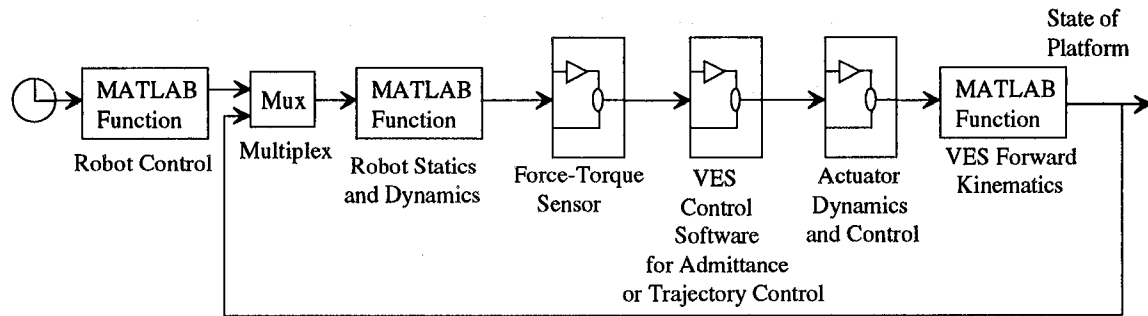 State of
Platform
MATLAB
Function
Robot Control
Mux
Multiplex
MATLAB
Function
Robot Statics
and Dynamics
Force-Torque
Sensor
VES
Control
Software
for Admittance
or Trajectory Control
Actuator
Dynamics
and Control
MATLAB
Function
VES Forward
Kinematics